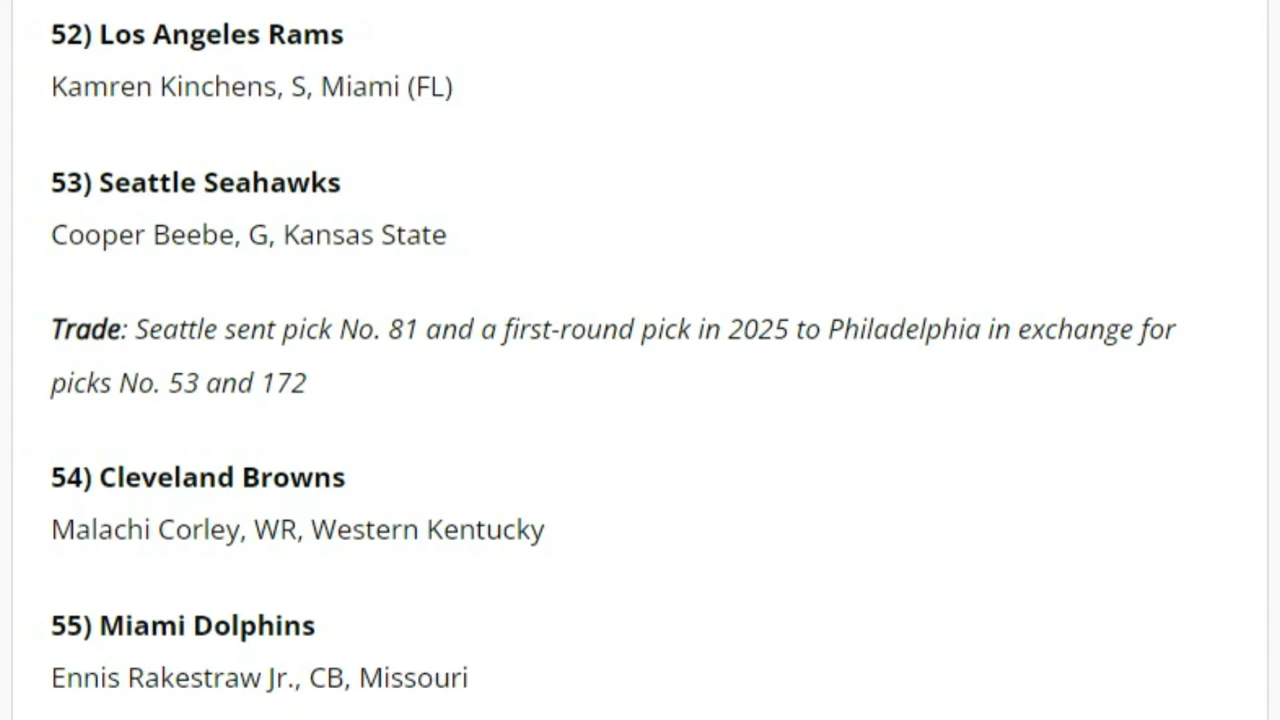 52) Los Angeles Rams
Kamren Kinchens, S, Miami (FL)
53) Seattle Seahawks
Cooper Beebe, G, Kansas State
Trade: Seattle sent pick No. 81 and a first-round pick in 2025 to Philadelphia in exchange for
picks No. 53 and 172
54) Cleveland Browns
Malachi Corley, WR, Western Kentucky
55) Miami Dolphins
Ennis Rakestraw Jr., CB, Missouri